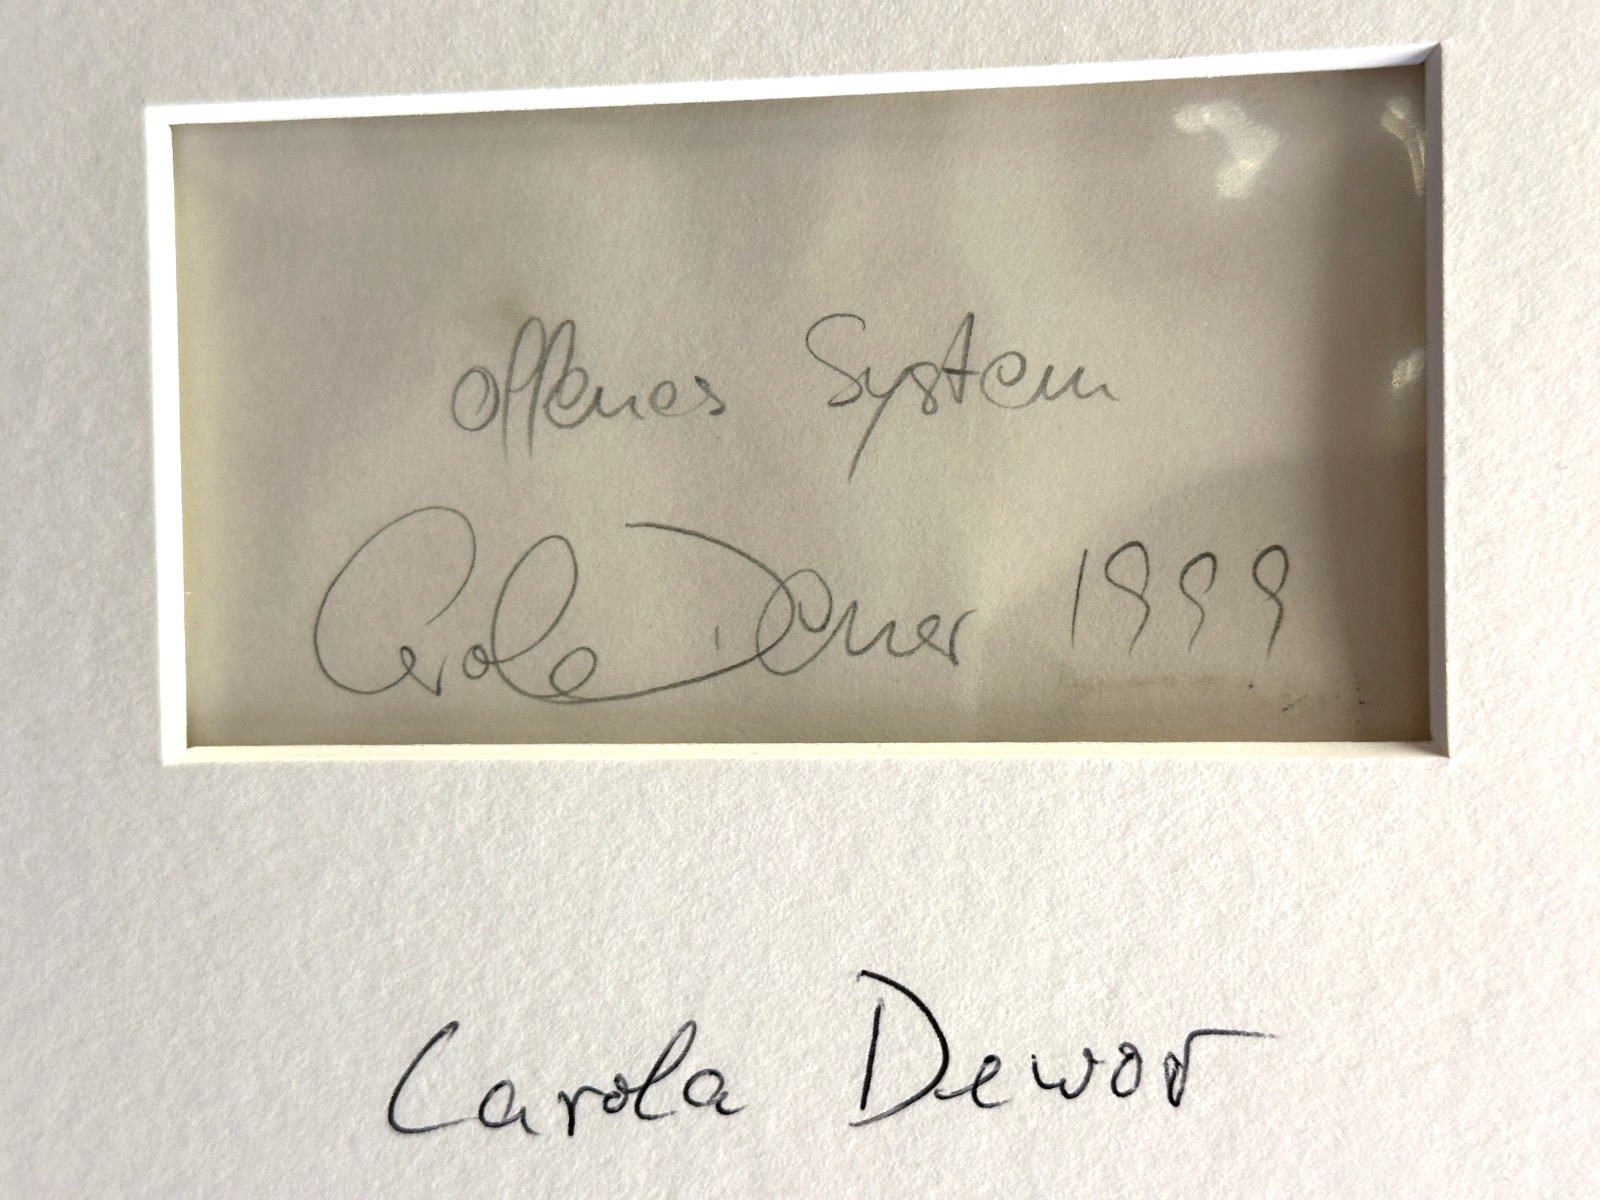 offenes System
Carola Dewor 1999
Carola Dewor